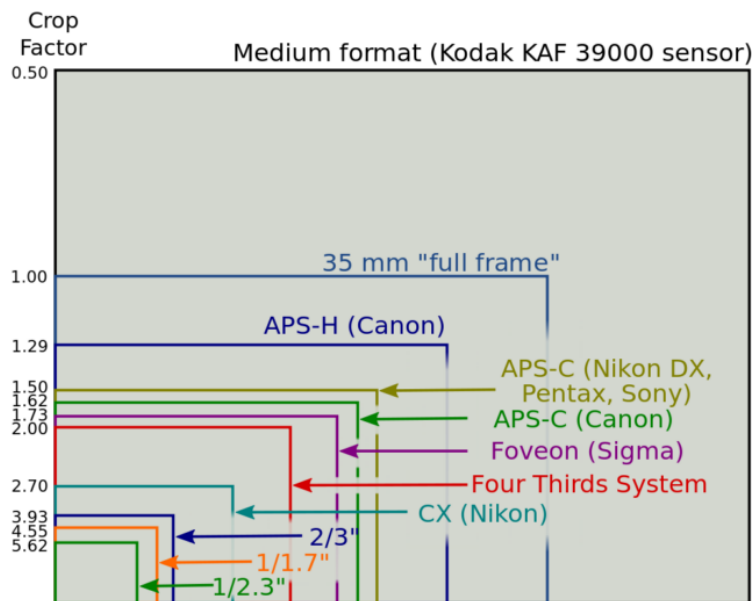 Crop
Factor
Medium format (Kodak KAF 39000 sensor)
0.50
35 mm "full frame"
1.00
APS-H (Canon)
1.29
APS-C (Nikon DX,
Pentax, Sony)
1.50
1.62
APS-C (Canon)
1.73
2.00
Foveon (Sigma)
Four Thirds System
2.70
CX (Nikon)
3.93
2/3"
4.55
5.62
1/1.7"
1/2.3"